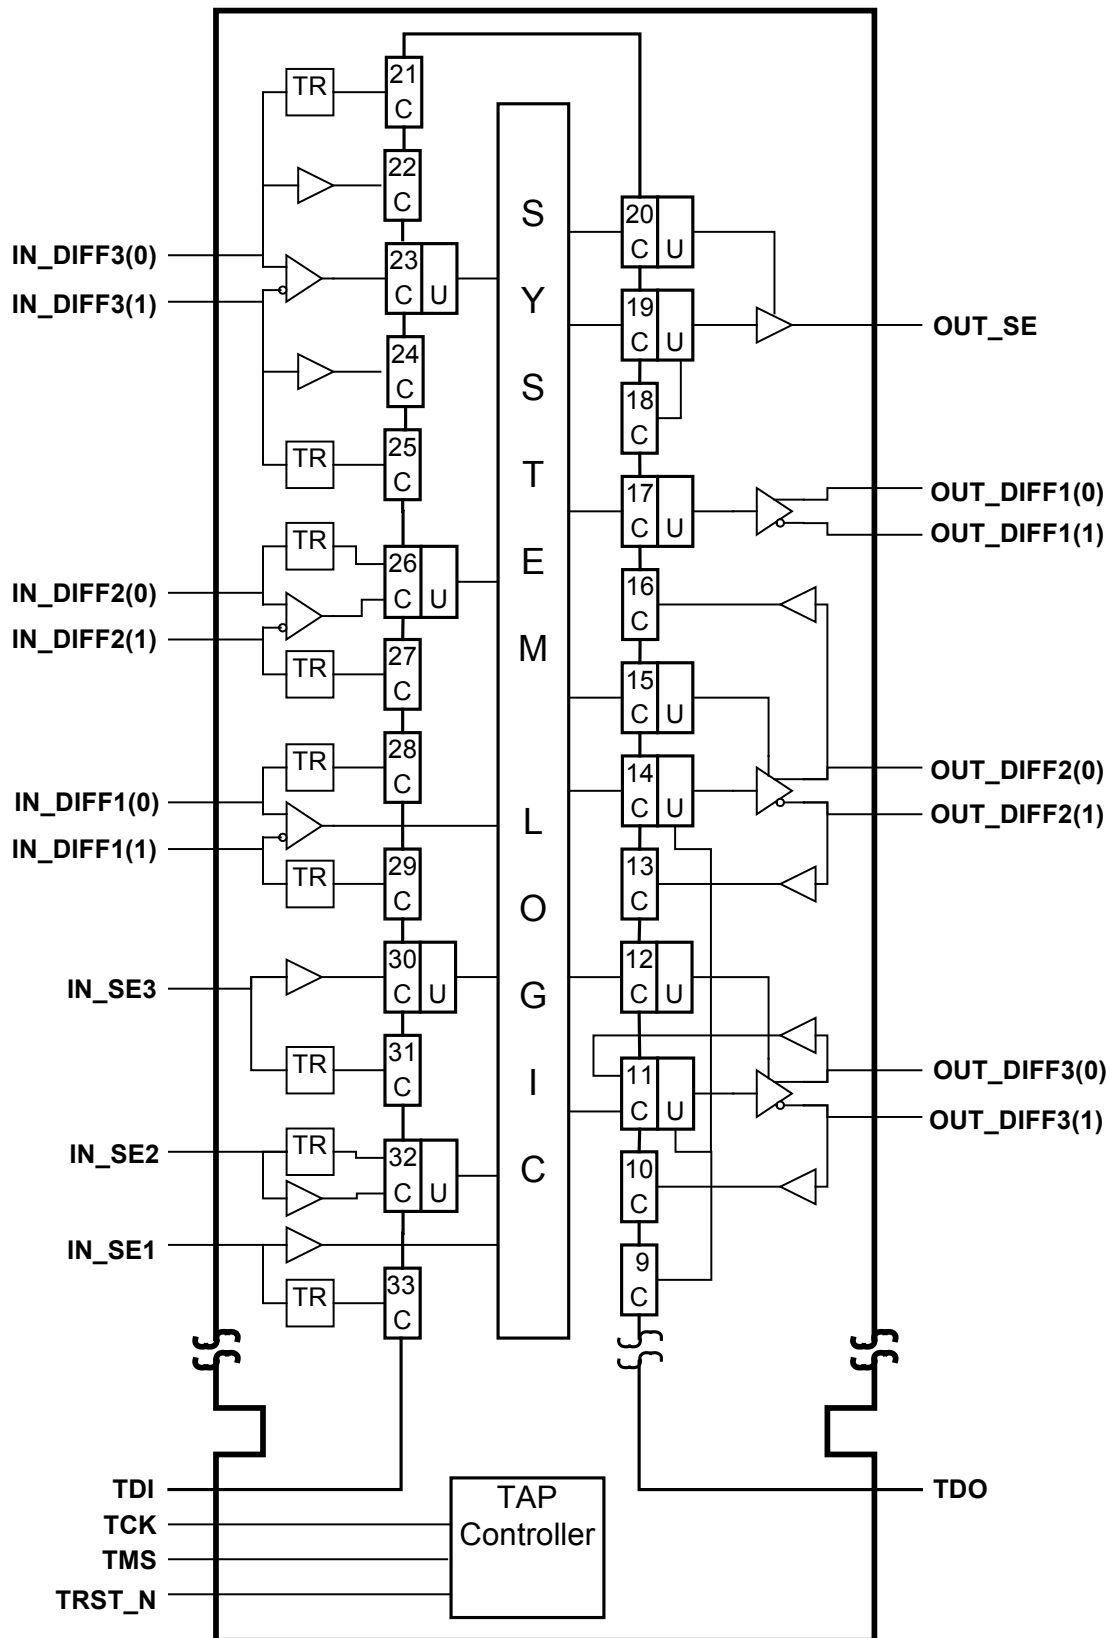 TR
21
C
22
C
IN_DIFF3(0)
IN_DIFF3(1)
23
C
U
24
C
TR
25
C
IN_DIFF2(0)
IN_DIFF2(1)
TR
26
C
U
TR
27
C
IN_DIFF1(0)
IN_DIFF1(1)
TR
28
C
TR
29
C
IN_SE3
30
C
U
TR
31
C
IN_SE2
TR
32
C
U
IN_SE1
TR
33
C
S
Y
S
T
E
M
L
O
G
I
C
20
C
U
19
C
U
OUT_SE
18
C
17
C
U
OUT_DIFF1(0)
OUT_DIFF1(1)
16
C
15
C
U
14
C
U
OUT_DIFF2(0)
OUT_DIFF2(1)
13
C
12
C
U
11
C
U
OUT_DIFF3(0)
OUT_DIFF3(1)
10
C
9
C
TDI
TCK
TMS
TRST_N
TAP
Controller
TDO